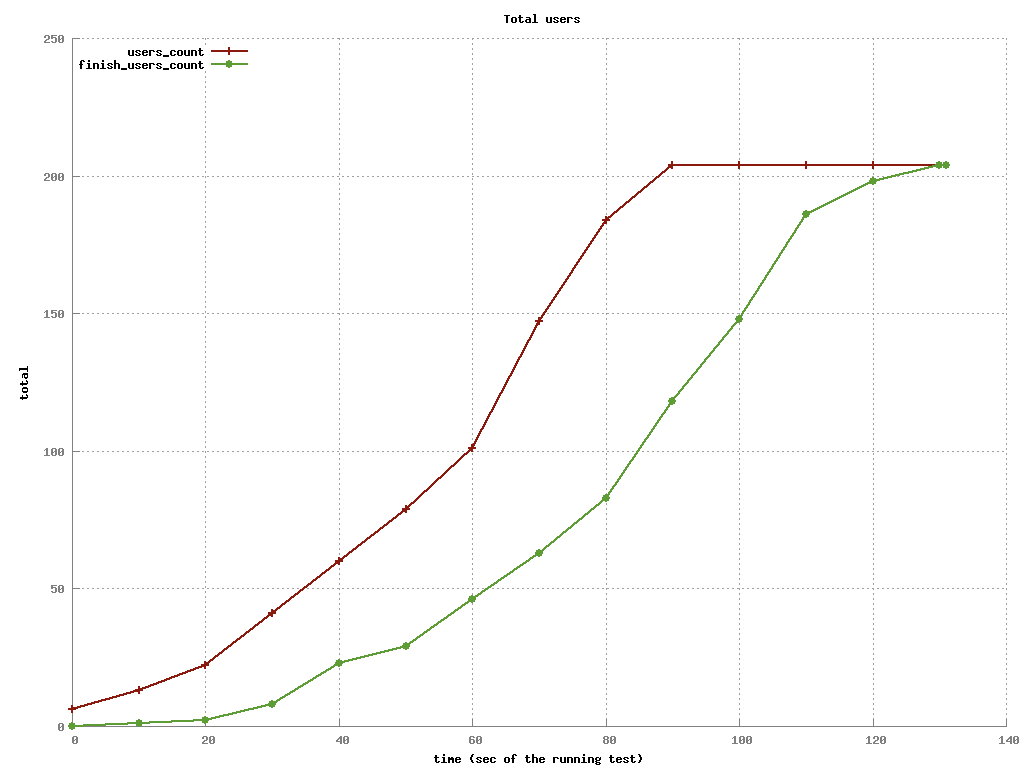 Total users
250
users_count
finish_users_count
200
150
total
100
50
0
0 20 40 60 80 100 120 140
time (sec of the running test)